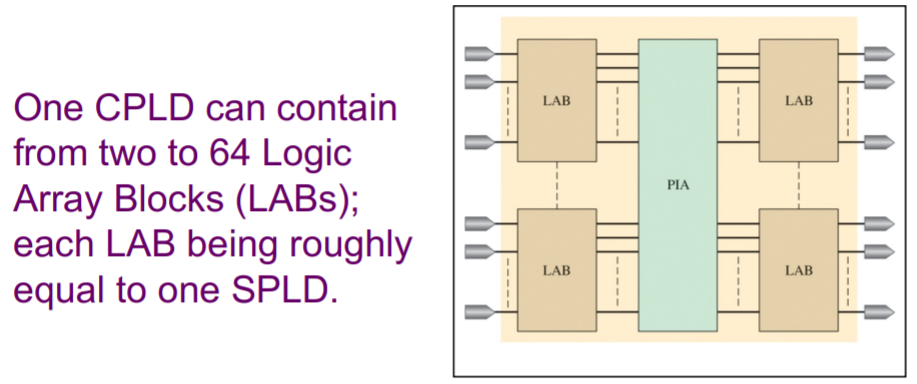 One CPLD can contain
from two to 64 Logic
Array Blocks (LABs);
each LAB being roughly
equal to one SPLD.
LAB
LAB
PIA
LAB
LAB